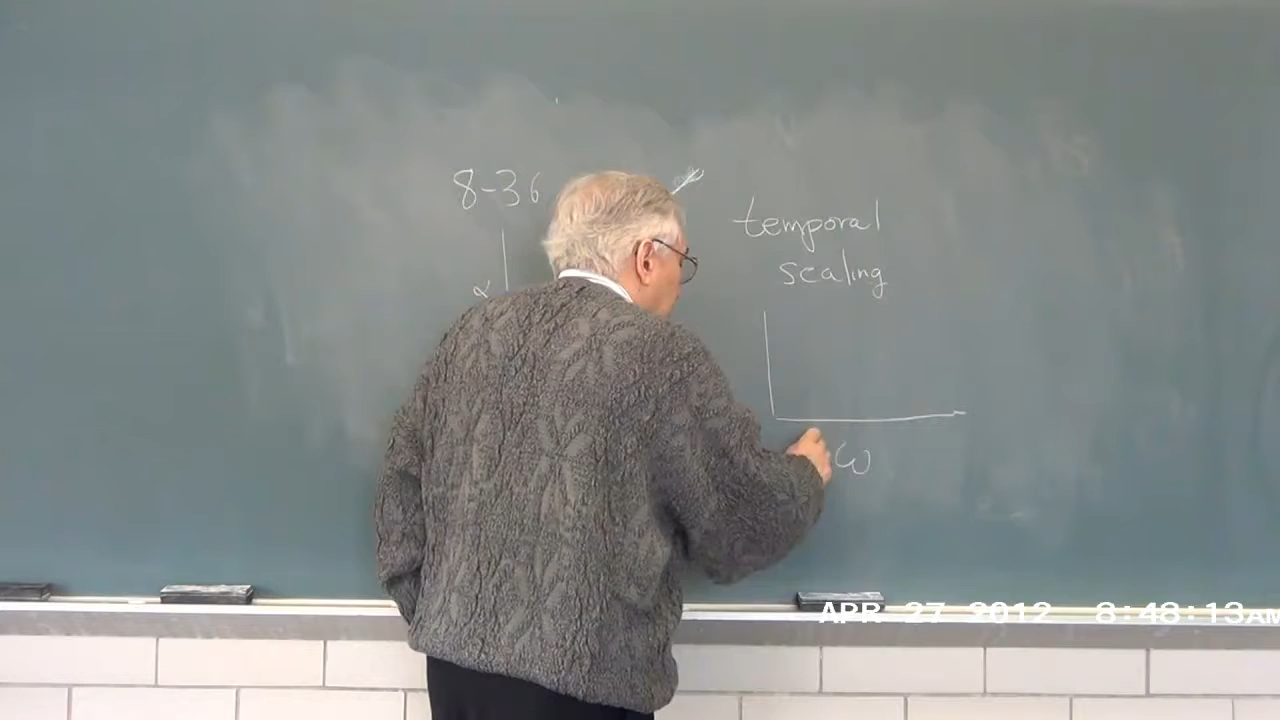 8-36
α
temporal
scaling
ω
APR 27 2012 8:48:13AM